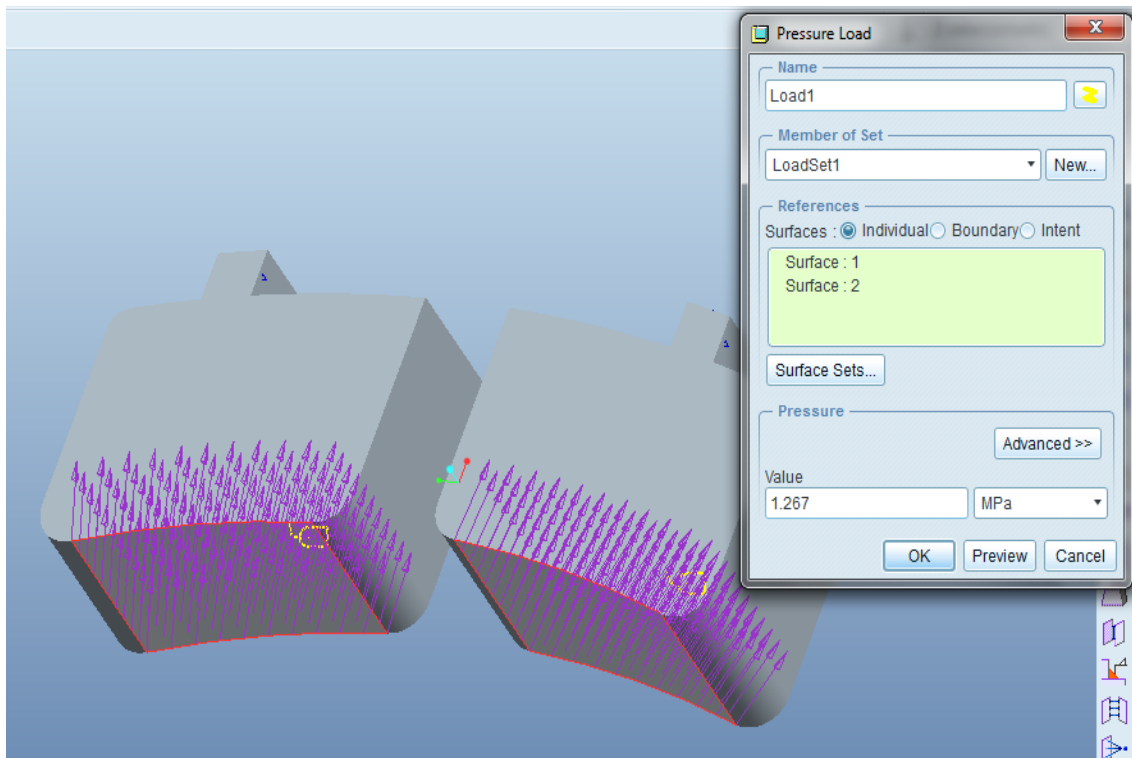 Pressure Load
X
Name
Load1
Member of Set
LoadSet1
New...
References
Surfaces : Individual Boundary Intent
Surface : 1
Surface : 2
Surface Sets...
Pressure
Advanced >>
Value
1.267 MPa
OK Preview Cancel